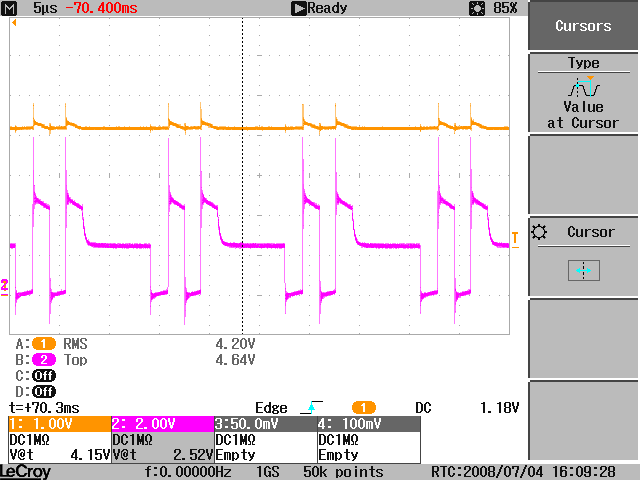 M 5µs -70.400ms Ready 85%
Cursors
Type
Value
at Cursor
T
Cursor
2
A: 1 RMS 4.20V
B: 2 Top 4.64V
C: Off
D: Off
t=+70.3ms Edge 1 DC 1.18V
1: 1.00V 2: 2.00V 3:50.0mV 4: 100mV
DC1MΩ DC1MΩ DC1MΩ DC1MΩ
V@t 4.15V V@t 2.52V Empty Empty
LeCroy f:0.00000Hz 1GS 50k points RTC:2008/07/04 16:09:28